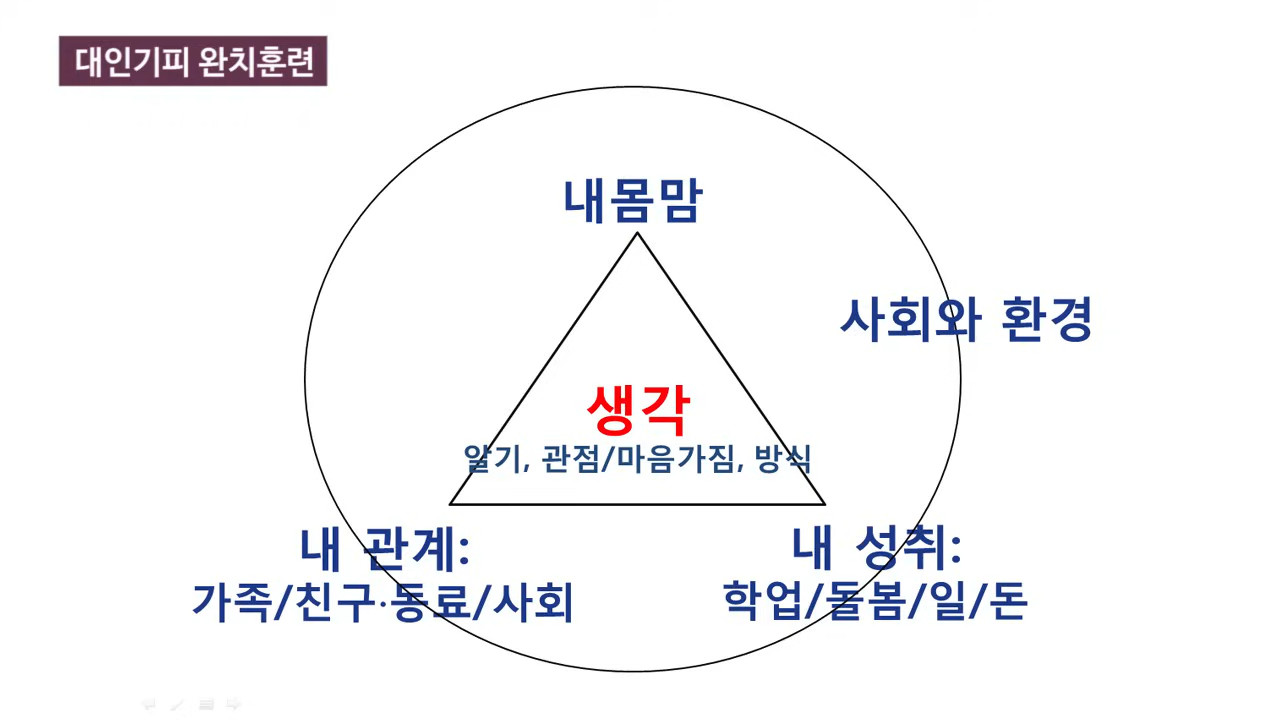 대인기피 완치훈련
내몸맘
사회와 환경
생각
알기, 관점/마음가짐, 방식
내 관계:
가족/친구·동료/사회
내 성취:
학업/돌봄/일/돈